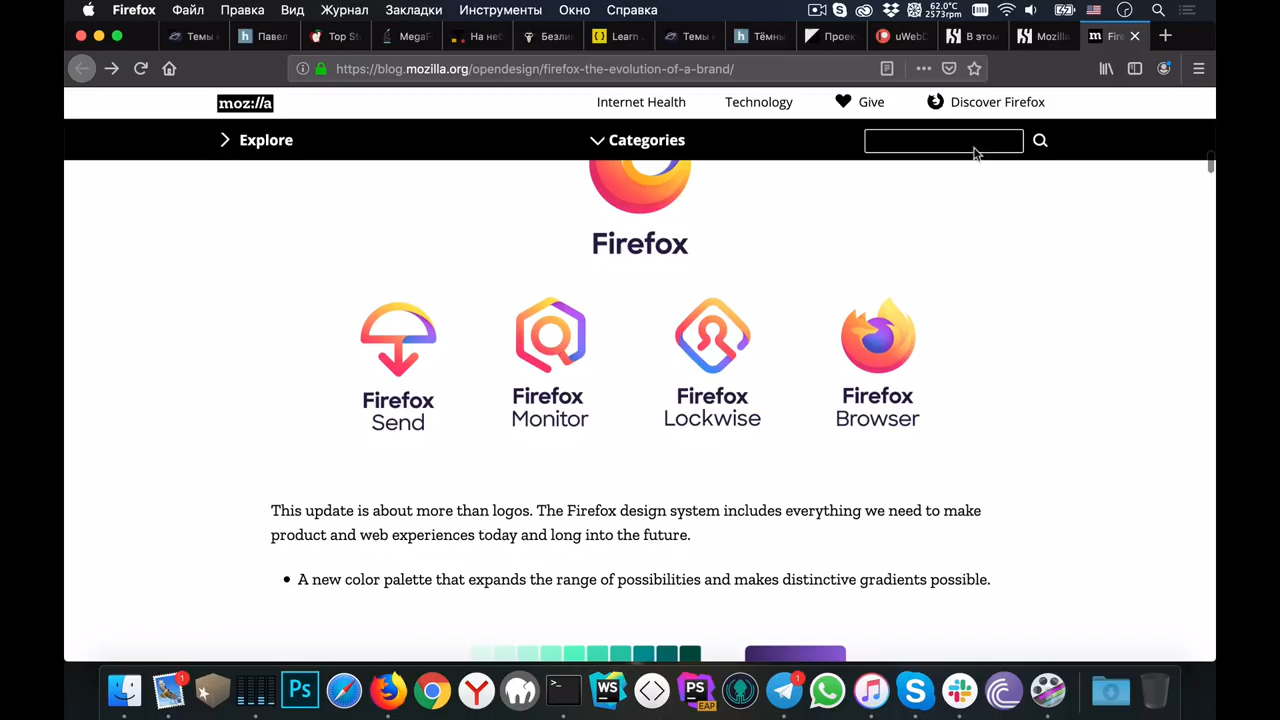 Firefox Файл Правка Вид Журнал Закладки Инструменты Окно Справка 62.0°C 2573rpm
Темы Павел Top St MegaF На неб Безли Learn Темы Тёмны Проек uWebD В этом Mozilla Fire
https://blog.mozilla.org/opendesign/firefox-the-evolution-of-a-brand/
moz://a Internet Health Technology Give Discover Firefox
Explore Categories
Firefox
Firefox Send
Firefox Monitor
Firefox Lockwise
Firefox Browser
This update is about more than logos. The Firefox design system includes everything we need to make
product and web experiences today and long into the future.
A new color palette that expands the range of possibilities and makes distinctive gradients possible.
1 Ps Y >_ WS PS EAP 1 S